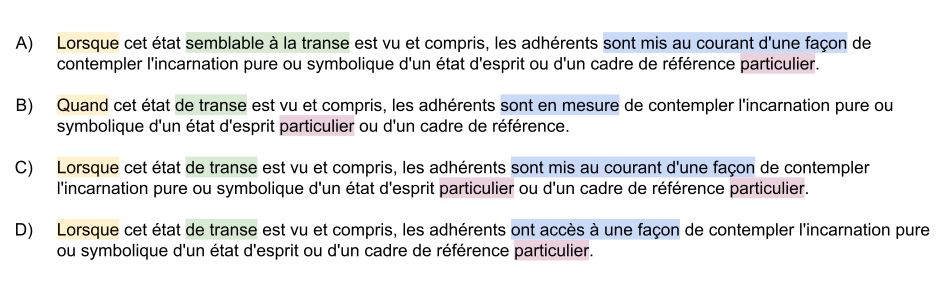 A) Lorsque cet état semblable à la transe est vu et compris, les adhérents sont mis au courant d'une façon de
contempler l'incarnation pure ou symbolique d'un état d'esprit ou d'un cadre de référence particulier.
B) Quand cet état de transe est vu et compris, les adhérents sont en mesure de contempler l'incarnation pure ou
symbolique d'un état d'esprit particulier ou d'un cadre de référence.
C) Lorsque cet état de transe est vu et compris, les adhérents sont mis au courant d'une façon de contempler
l'incarnation pure ou symbolique d'un état d'esprit particulier ou d'un cadre de référence particulier.
D) Lorsque cet état de transe est vu et compris, les adhérents ont accès à une façon de contempler l'incarnation pure
ou symbolique d'un état d'esprit ou d'un cadre de référence particulier.